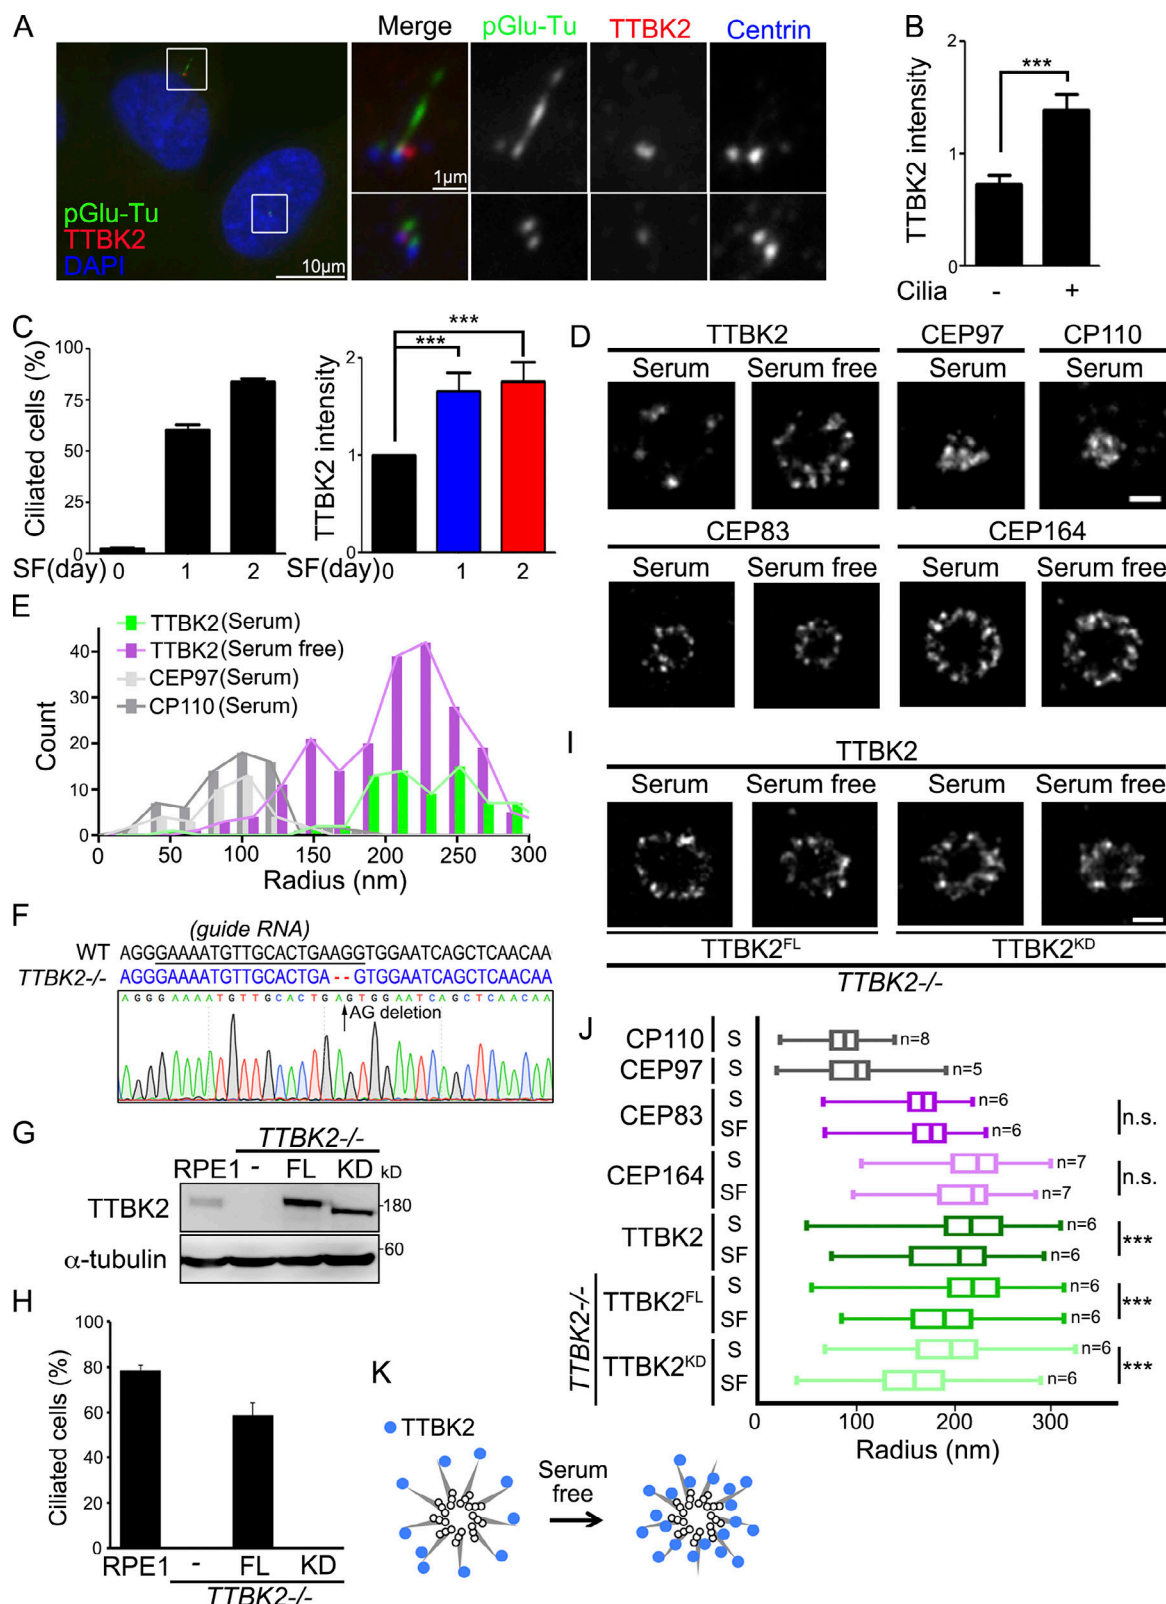 A
Merge pGlu-Tu TTBK2 Centrin
pGlu-Tu
TTBK2
DAPI
10μm
1μm
B
TTBK2 intensity
2
1
0
***
Cilia - +
C
Ciliated cells (%)
100
75
50
25
0
SF(day) 0 1 2
TTBK2 intensity
2
1
0
***
***
SF(day) 0 1 2
D
TTBK2 CEP97 CP110
Serum Serum free Serum Serum
CEP83 CEP164
Serum Serum free Serum Serum free
E
TTBK2 (Serum)
TTBK2 (Serum free)
CEP97 (Serum)
CP110 (Serum)
Count
40
30
20
10
0
0 50 100 150 200 250 300
Radius (nm)
F
(guide RNA)
WT AGGGAAAATGTTGCACTGAAGGTGGAATCAGCTCAACAA
TTBK2-/- AGGGAAAATGTTGCACTGA--GTGGAATCAGCTCAACAA
AGGGAAAATGTTGCACTGAGTGGAATCAGCTCAACAA
AG deletion
G
TTBK2-/-
RPE1 - FL KD kD
TTBK2 -180
α-tubulin -60
H
Ciliated cells (%)
100
80
60
40
20
0
RPE1 - FL KD
TTBK2-/-
I
TTBK2
Serum Serum free Serum Serum free
TTBK2FL TTBK2KD
TTBK2-/-
J
CP110 S n=8
CEP97 S n=5
CEP83 S n=6
SF n=6
n.s.
CEP164 S n=7
SF n=7
n.s.
TTBK2 S n=6
SF n=6
***
TTBK2-/-
TTBK2FL S n=6
SF n=6
***
TTBK2KD S n=6
SF n=6
***
0 100 200 300
Radius (nm)
K
TTBK2
Serum
free